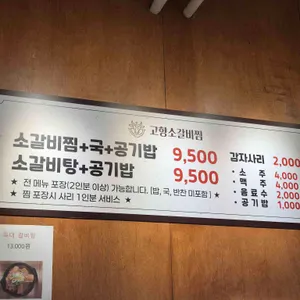 고향소갈비찜
소갈비찜+국+공기밥 9,500
소갈비탕+공기밥 9,500
★ 전 메뉴 포장(2인분 이상) 가능합니다. [밥, 국, 반찬 미포함] ★
★ 찜 포장시 사리 1인분 서비스 ★
감자사리 2,000
• 소 주 4,000
• 맥 주 4,000
• 음료수 2,000
• 공기밥 1,000
13,000원